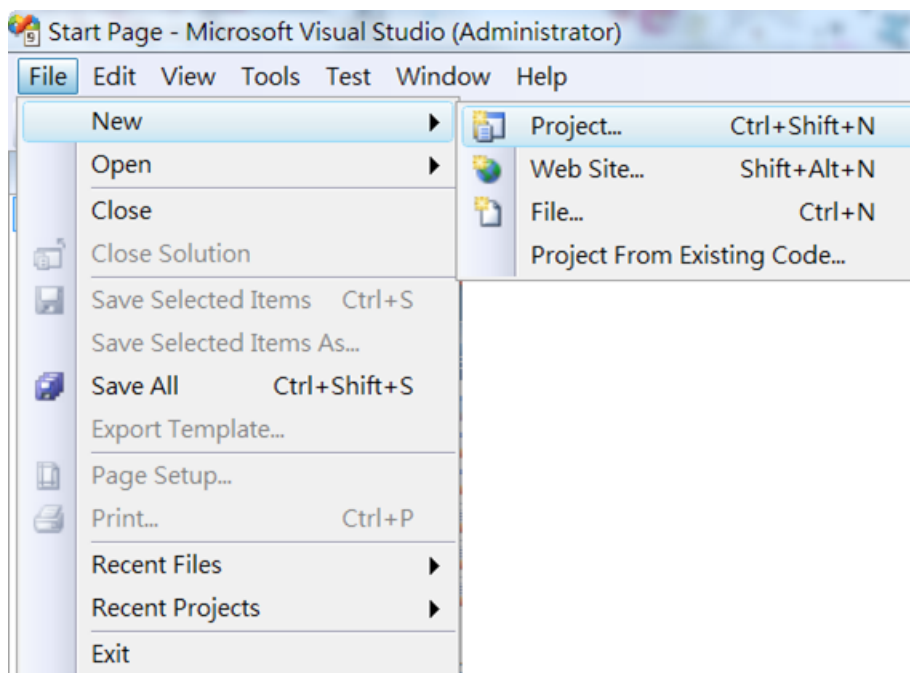 Start Page - Microsoft Visual Studio (Administrator)
File Edit View Tools Test Window Help
New
Open
Close
Close Solution
Save Selected Items Ctrl+S
Save Selected Items As...
Save All Ctrl+Shift+S
Export Template...
Page Setup...
Print... Ctrl+P
Recent Files
Recent Projects
Exit
Project... Ctrl+Shift+N
Web Site... Shift+Alt+N
File... Ctrl+N
Project From Existing Code...